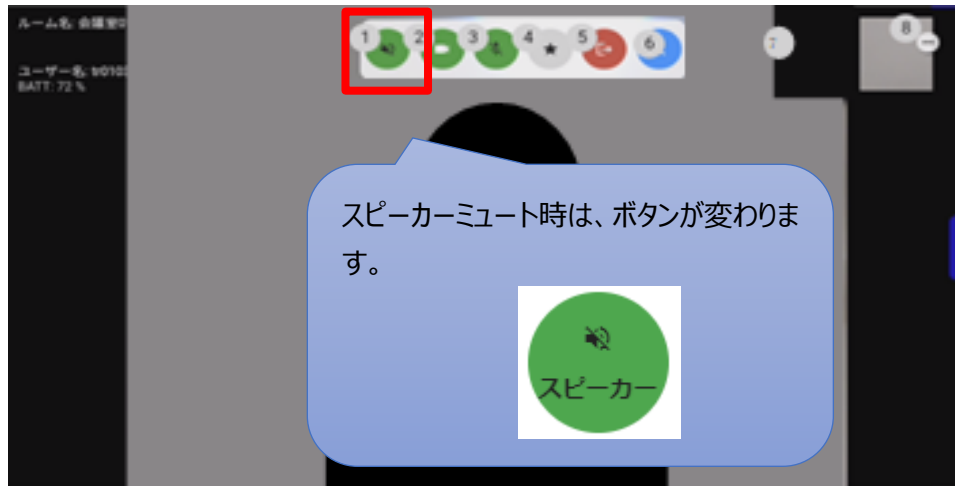 ルーム名: 会議室
1 2 3 4 5 6 7 8
ユーザー名: tr010
BATT: 72 %
スピーカーミュート時は、ボタンが変わりま
す。
スピーカー